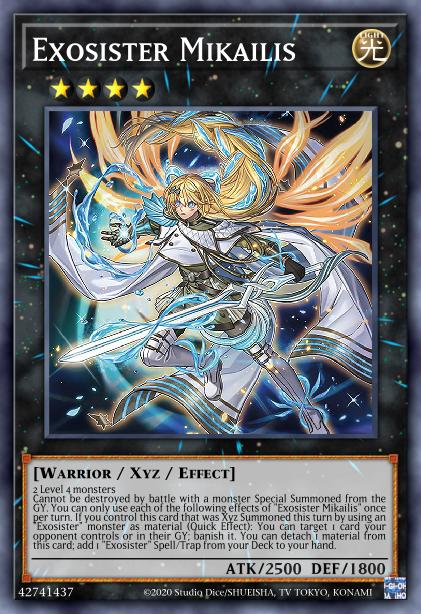 Exosister Mikailis
LIGHT
光
[Warrior / Xyz / Effect]
2 Level 4 monsters
Cannot be destroyed by battle with a monster Special Summoned from the
GY. You can only use each of the following effects of "Exosister Mikailis" once
per turn. If you control this card that was Xyz Summoned this turn by using an
"Exosister" monster as material (Quick Effect): You can target 1 card your
opponent controls or in their GY; banish it. You can detach 1 material from
this card; add 1 "Exosister" Spell/Trap from your Deck to your hand.
ATK/2500 DEF/1800
42741437
©2020 Studio Dice/SHUEISHA, TV TOKYO, KONAMI